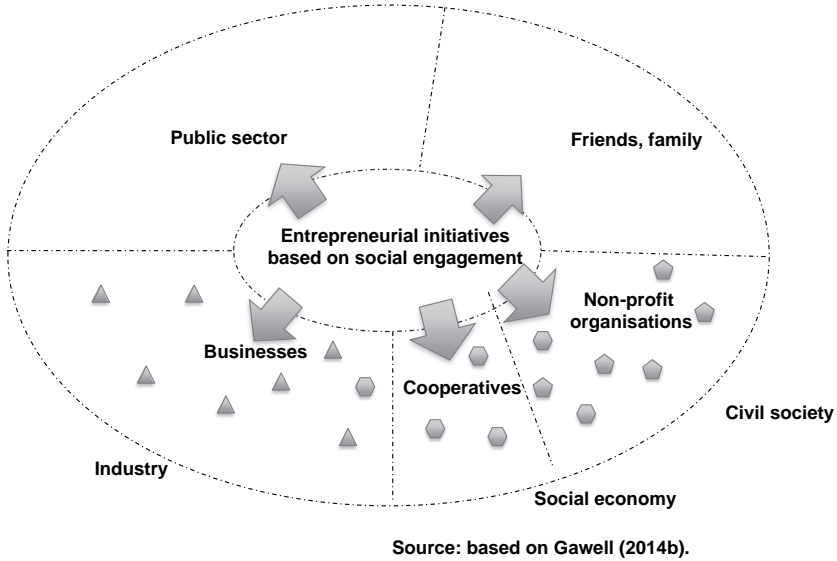 Public sector
Friends, family
Entrepreneurial initiatives
based on social engagement
Non-profit
organisations
Businesses
Cooperatives
Civil society
Industry
Social economy
Source: based on Gawell (2014b).